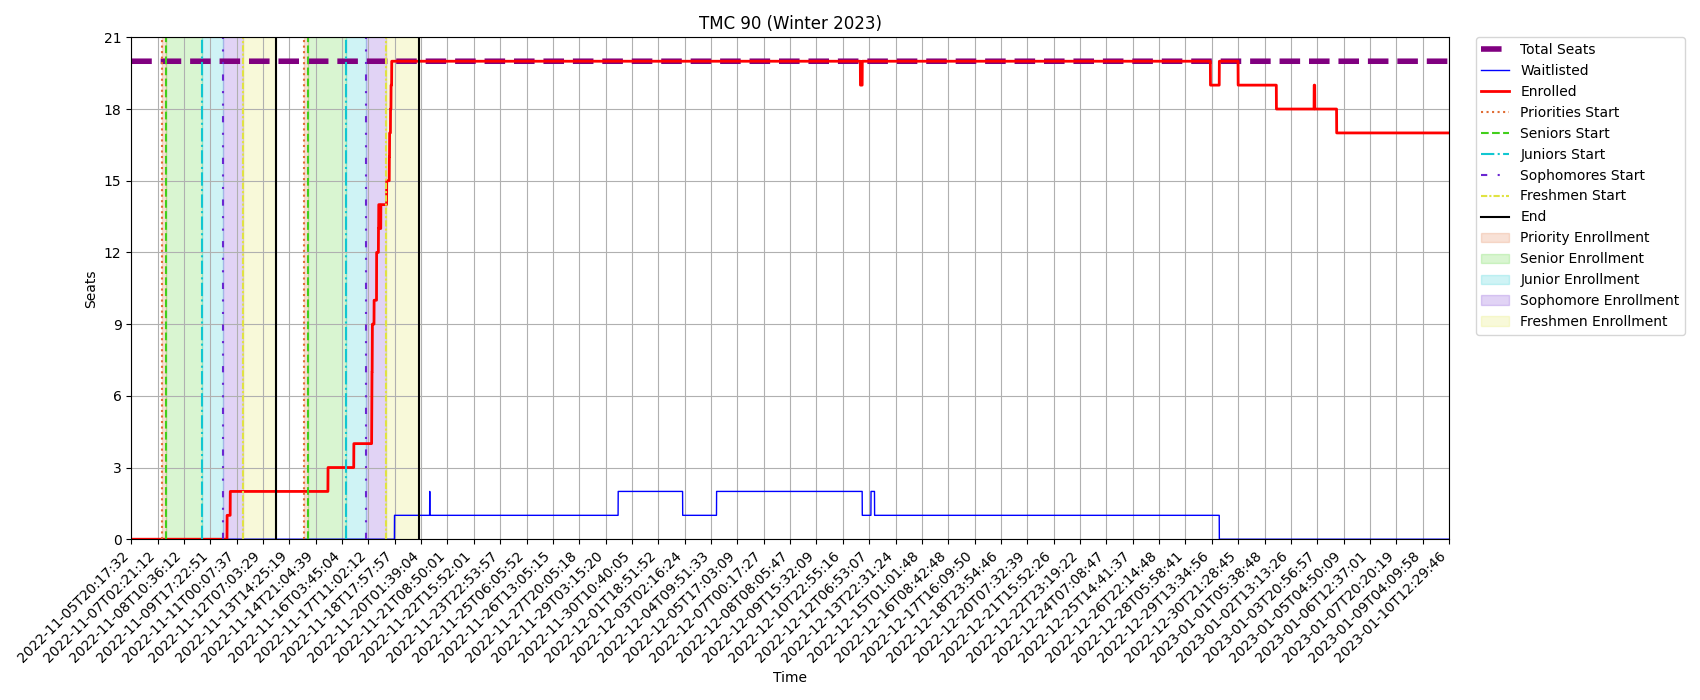 TMC 90 (Winter 2023)
21
18
15
12
9
6
3
0
Seats
2022-11-05T20:17:32
2022-11-07T02:21:12
2022-11-08T10:36:12
2022-11-09T17:22:51
2022-11-11T00:07:37
2022-11-12T07:03:29
2022-11-13T14:25:19
2022-11-14T21:04:39
2022-11-16T03:45:04
2022-11-17T11:02:12
2022-11-18T17:57:57
2022-11-20T01:39:04
2022-11-21T08:50:01
2022-11-22T15:52:01
2022-11-23T22:53:57
2022-11-25T06:05:52
2022-11-26T13:05:15
2022-11-27T20:05:18
2022-11-29T03:15:20
2022-11-30T10:40:05
2022-12-01T18:51:52
2022-12-03T02:16:24
2022-12-04T09:51:33
2022-12-05T17:03:09
2022-12-07T00:17:27
2022-12-08T08:05:47
2022-12-09T15:32:09
2022-12-10T22:55:16
2022-12-12T06:53:07
2022-12-13T22:31:24
2022-12-15T01:01:48
2022-12-16T08:42:48
2022-12-17T16:09:50
2022-12-18T23:54:46
2022-12-20T07:32:39
2022-12-21T15:52:26
2022-12-22T23:19:22
2022-12-24T07:08:47
2022-12-25T14:41:37
2022-12-26T22:14:48
2022-12-28T05:58:41
2022-12-29T13:34:56
2022-12-30T21:28:45
2023-01-01T05:38:48
2023-01-02T13:13:26
2023-01-03T20:56:57
2023-01-05T04:50:09
2023-01-06T12:37:01
2023-01-07T20:20:19
2023-01-09T04:09:58
2023-01-10T12:29:46
Time
Total Seats
Waitlisted
Enrolled
Priorities Start
Seniors Start
Juniors Start
Sophomores Start
Freshmen Start
End
Priority Enrollment
Senior Enrollment
Junior Enrollment
Sophomore Enrollment
Freshmen Enrollment